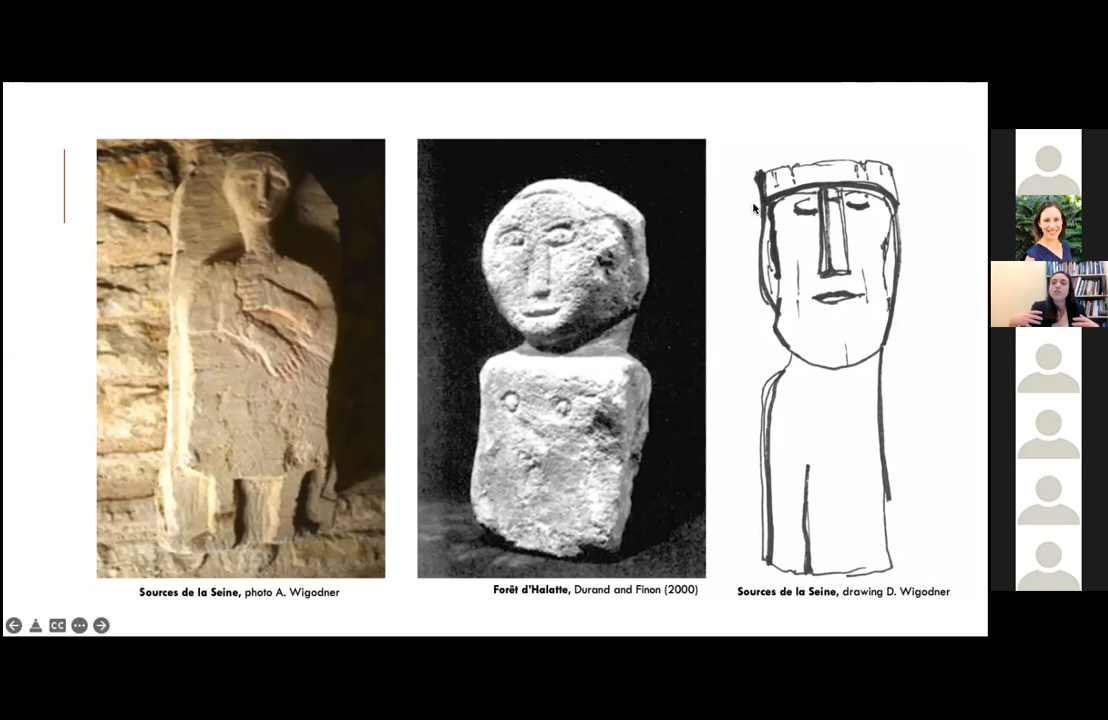 Sources de la Seine, photo A. Wigodner
Forêt d'Halatte, Durand and Finon (2000)
Sources de la Seine, drawing D. Wigodner
CC